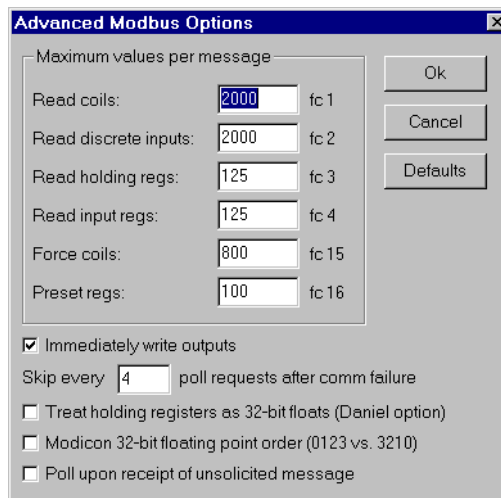 Advanced Modbus Options
Maximum values per message
Read coils: 2000 fc 1
Read discrete inputs: 2000 fc 2
Read holding regs: 125 fc 3
Read input regs: 125 fc 4
Force coils: 800 fc 15
Preset regs: 100 fc 16
Ok
Cancel
Defaults
Immediately write outputs
Skip every 4 poll requests after comm failure
Treat holding registers as 32-bit floats (Daniel option)
Modicon 32-bit floating point order (0123 vs. 3210)
Poll upon receipt of unsolicited message